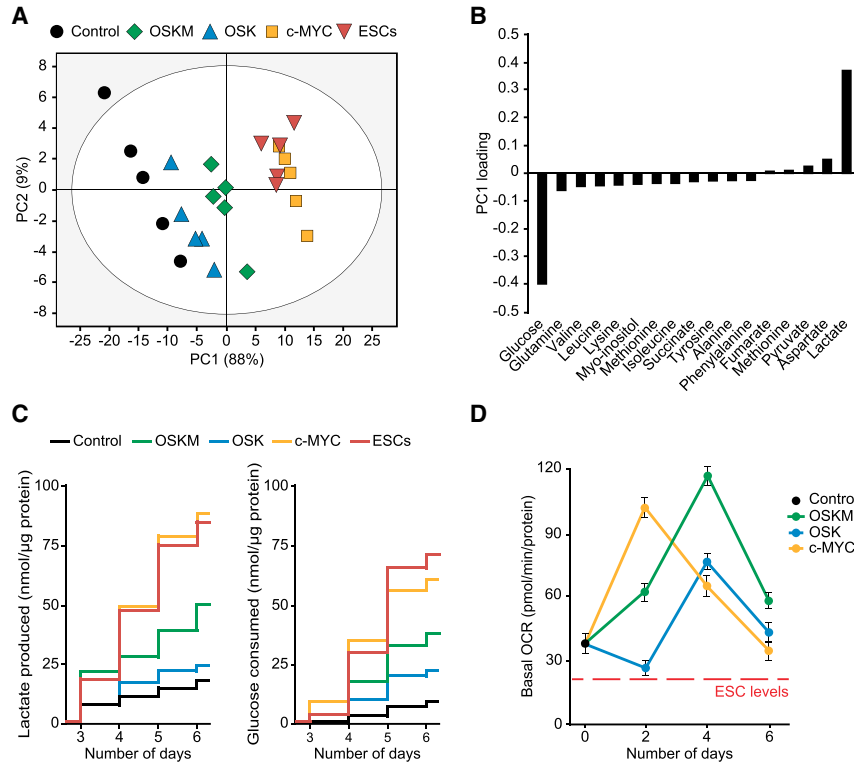 A
Control OSKM OSK c-MYC ESCs
PC2 (9%)
8
6
4
2
0
-2
-4
-6
-8
-25 -20 -15 -10 -5 0 5 10 15 20 25
PC1 (88%)
B
PC1 loading
0.5
0.4
0.3
0.2
0.1
0
-0.1
-0.2
-0.3
-0.4
-0.5
Glucose
Glutamine
Valine
Leucine
Lysine
Myo-inositol
Methionine
Isoleucine
Succinate
Tyrosine
Alanine
Phenylalanine
Fumarate
Methionine
Pyruvate
Aspartate
Lactate
C
Control OSKM OSK c-MYC ESCs
Lactate produced (nmol/µg protein)
100
75
50
25
0
3 4 5 6
Number of days
Glucose consumed (nmol/µg protein)
100
75
50
25
0
3 4 5 6
Number of days
D
Basal OCR (pmol/min/protein)
120
90
60
30
0
0 2 4 6
Number of days
ESC levels
Contro
OSKM
OSK
c-MYC